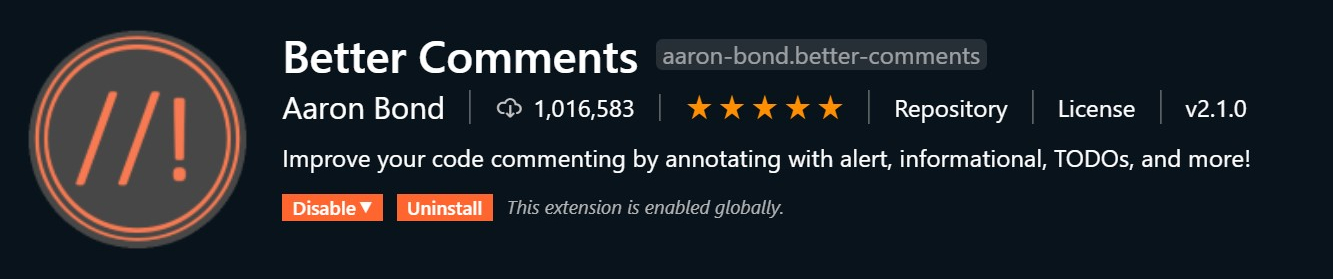 //!
Better Comments aaron-bond.better-comments
Aaron Bond 1,016,583 ★★★★★ Repository License v2.1.0
Improve your code commenting by annotating with alert, informational, TODOs, and more!
Disable▼ Uninstall This extension is enabled globally.